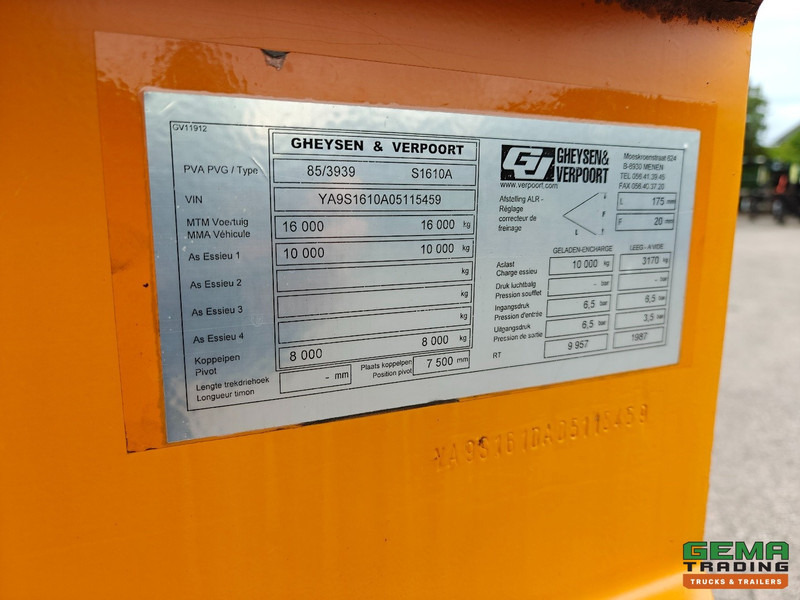 GV11912
GHEYSEN & VERPOORT
PVA PVG / Type 85/3939 S1610A
VIN YA9S1610A05115459
MTM Voertuig
MMA Véhicule 16 000 16 000 kg
As Essieu 1 10 000 10 000 kg
As Essieu 2 kg
As Essieu 3 kg
As Essieu 4 kg
Koppelpen
Pivot 8 000 8 000 kg
Lengte trekdriehoek
Longueur timon - mm
Plaats koppelpen
Position pivot 7 500 mm
GV GHEYSEN &
VERPOORT
www.verpoort.com
Moeskroenstraat 624
B-8930 MENEN
TEL 056.41.39.45
FAX 056.40.37.20
Afstelling ALR -
Réglage
correcteur de
freinage
L 175 mm
F 20 mm
GELADEN-ENCHARGE LEEG - A VIDE
Aslast
Charge essieu 10 000 kg 3170 kg
Druk luchtbalg
Pression soufflet - bar - bar
Ingangsdruk
Pression d'entrée 6,5 bar 6,5 bar
Uitgangsdruk
Pression de sortie 6,5 bar 3,5 bar
RT 9 957 1987
YA9S1610A05115459
GEMA
TRADING
TRUCKS & TRAILERS